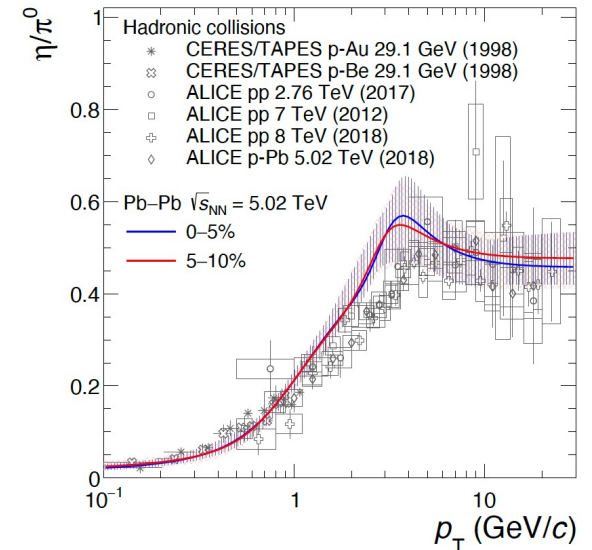 η/π⁰
1
0.8
0.6
0.4
0.2
0
Hadronic collisions
CERES/TAPES p-Au 29.1 GeV (1998)
CERES/TAPES p-Be 29.1 GeV (1998)
ALICE pp 2.76 TeV (2017)
ALICE pp 7 TeV (2012)
ALICE pp 8 TeV (2018)
ALICE p-Pb 5.02 TeV (2018)
Pb–Pb √sNN = 5.02 TeV
0–5%
5–10%
10⁻¹ 1 10
pT (GeV/c)